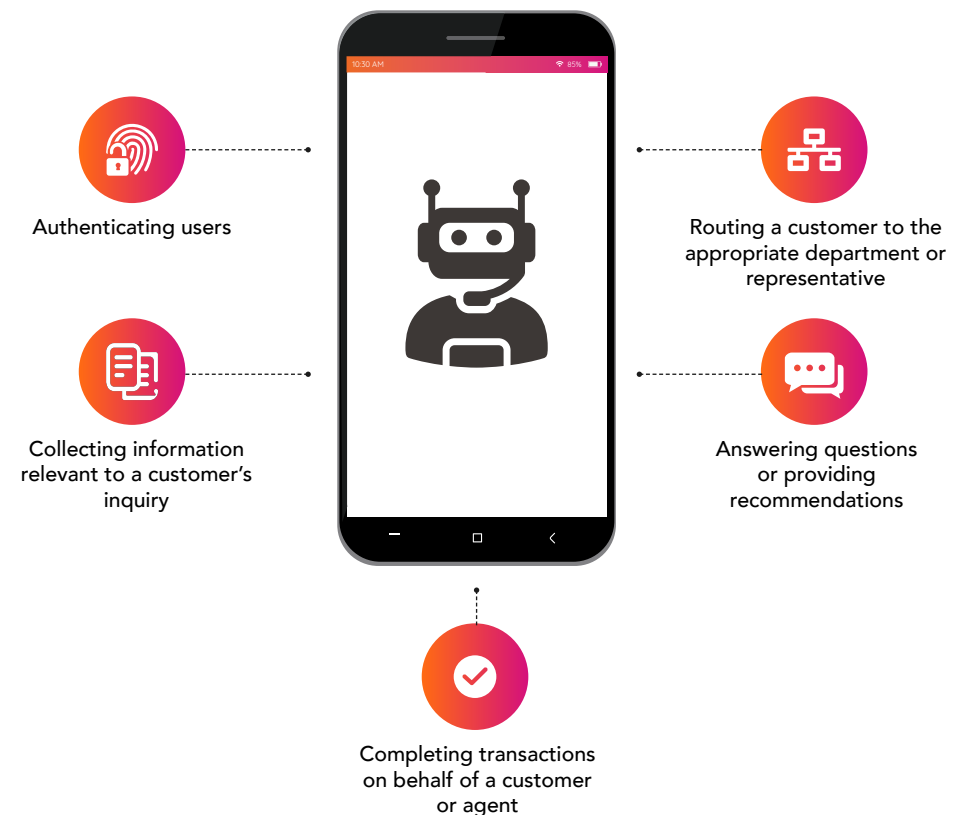 10:30 AM
85%
Authenticating users
Routing a customer to the
appropriate department or
representative
Collecting information
relevant to a customer’s
inquiry
Answering questions
or providing
recommendations
Completing transactions
on behalf of a customer
or agent